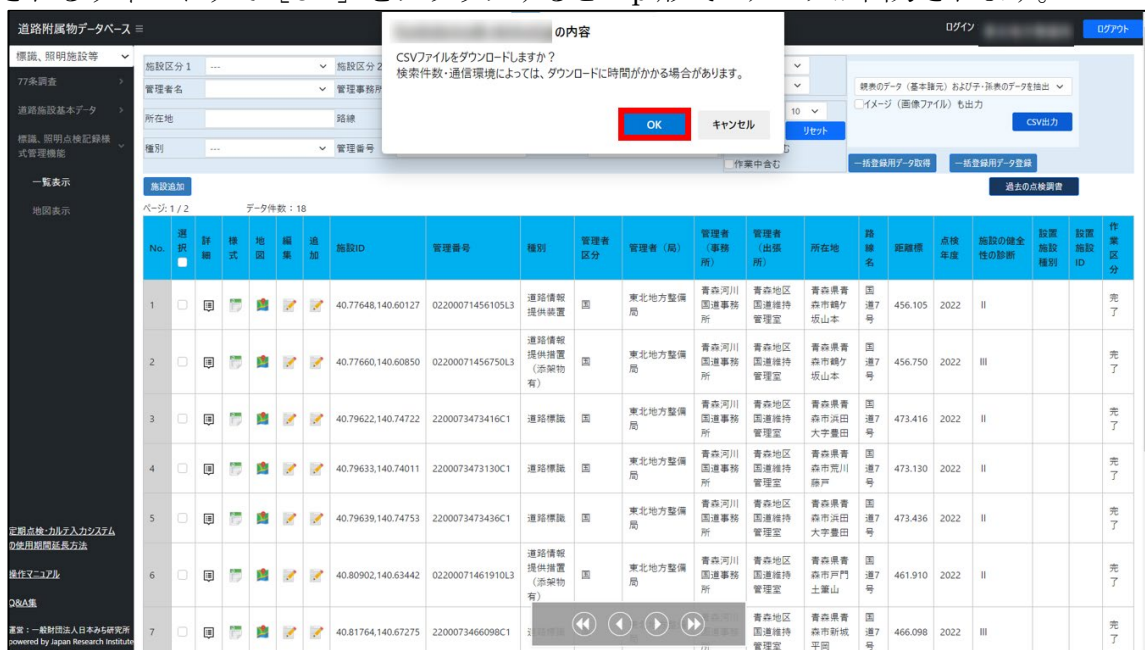 道路附属物データベース
ログイン
ログアウト
の内容
CSVファイルをダウンロードしますか?
検索件数・通信環境によっては、ダウンロードに時間がかかる場合があります。
OK
キャンセル
標識、照明施設等
77条調査
道路施設基本データ
標識、照明点検記録様
式管理機能
一覧表示
地図表示
施設区分1
---
施設区分2
管理者名
管理事務所
所在地
路線
10
リセット
種別
---
管理番号
作業中含む
親表のデータ(基本諸元)および子・孫表のデータを抽出
イメージ(画像ファイル)も出力
CSV出力
一括登録用データ取得
一括登録用データ登録
施設追加
過去の点検調書
ページ: 1 / 2
データ件数:18
No. 選択 詳細 様式 地図 編集 追加 施設ID 管理番号 種別 管理者区分 管理者(局) 管理者(事務所) 管理者(出張所) 所在地 路線名 距離標 点検年度 施設の健全性の診断 設置施設種別 設置施設ID 作業区分
1 40.77648,140.60127 02200071456105L3 道路情報提供装置 国 東北地方整備局 青森河川国道事務所 青森地区国道維持管理室 青森県青森市鶴ケ坂山本 国道7号 456.105 2022 II 完了
2 40.77660,140.60850 02200071456750L3 道路情報提供措置(添架物有) 国 東北地方整備局 青森河川国道事務所 青森地区国道維持管理室 青森県青森市鶴ケ坂山本 国道7号 456.750 2022 III 完了
3 40.79622,140.74722 2200073473416C1 道路標識 国 東北地方整備局 青森河川国道事務所 青森地区国道維持管理室 青森県青森市浜田大字豊田 国道7号 473.416 2022 II 完了
4 40.79633,140.74011 2200073473130C1 道路標識 国 東北地方整備局 青森河川国道事務所 青森地区国道維持管理室 青森県青森市荒川藤戸 国道7号 473.130 2022 II 完了
5 40.79639,140.74753 2200073473436C1 道路標識 国 東北地方整備局 青森河川国道事務所 青森地区国道維持管理室 青森県青森市浜田大字豊田 国道7号 473.436 2022 II 完了
6 40.80902,140.63442 02200071461910L3 道路情報提供措置(添架物有) 国 東北地方整備局 青森河川国道事務所 青森地区国道維持管理室 青森県青森市戸門土筆山 国道7号 461.910 2022 II 完了
7 40.81764,140.67275 2200073466098C1 国 青森地区国道維持管理室 青森県青森市新城平岡 国道7号 466.098 2022 III 完了
定期点検・カルテ入力システム
の使用期間延長方法
操作マニュアル
Q&A集
運営:一般財団法人日本みち研究所
powered by Japan Research Institute